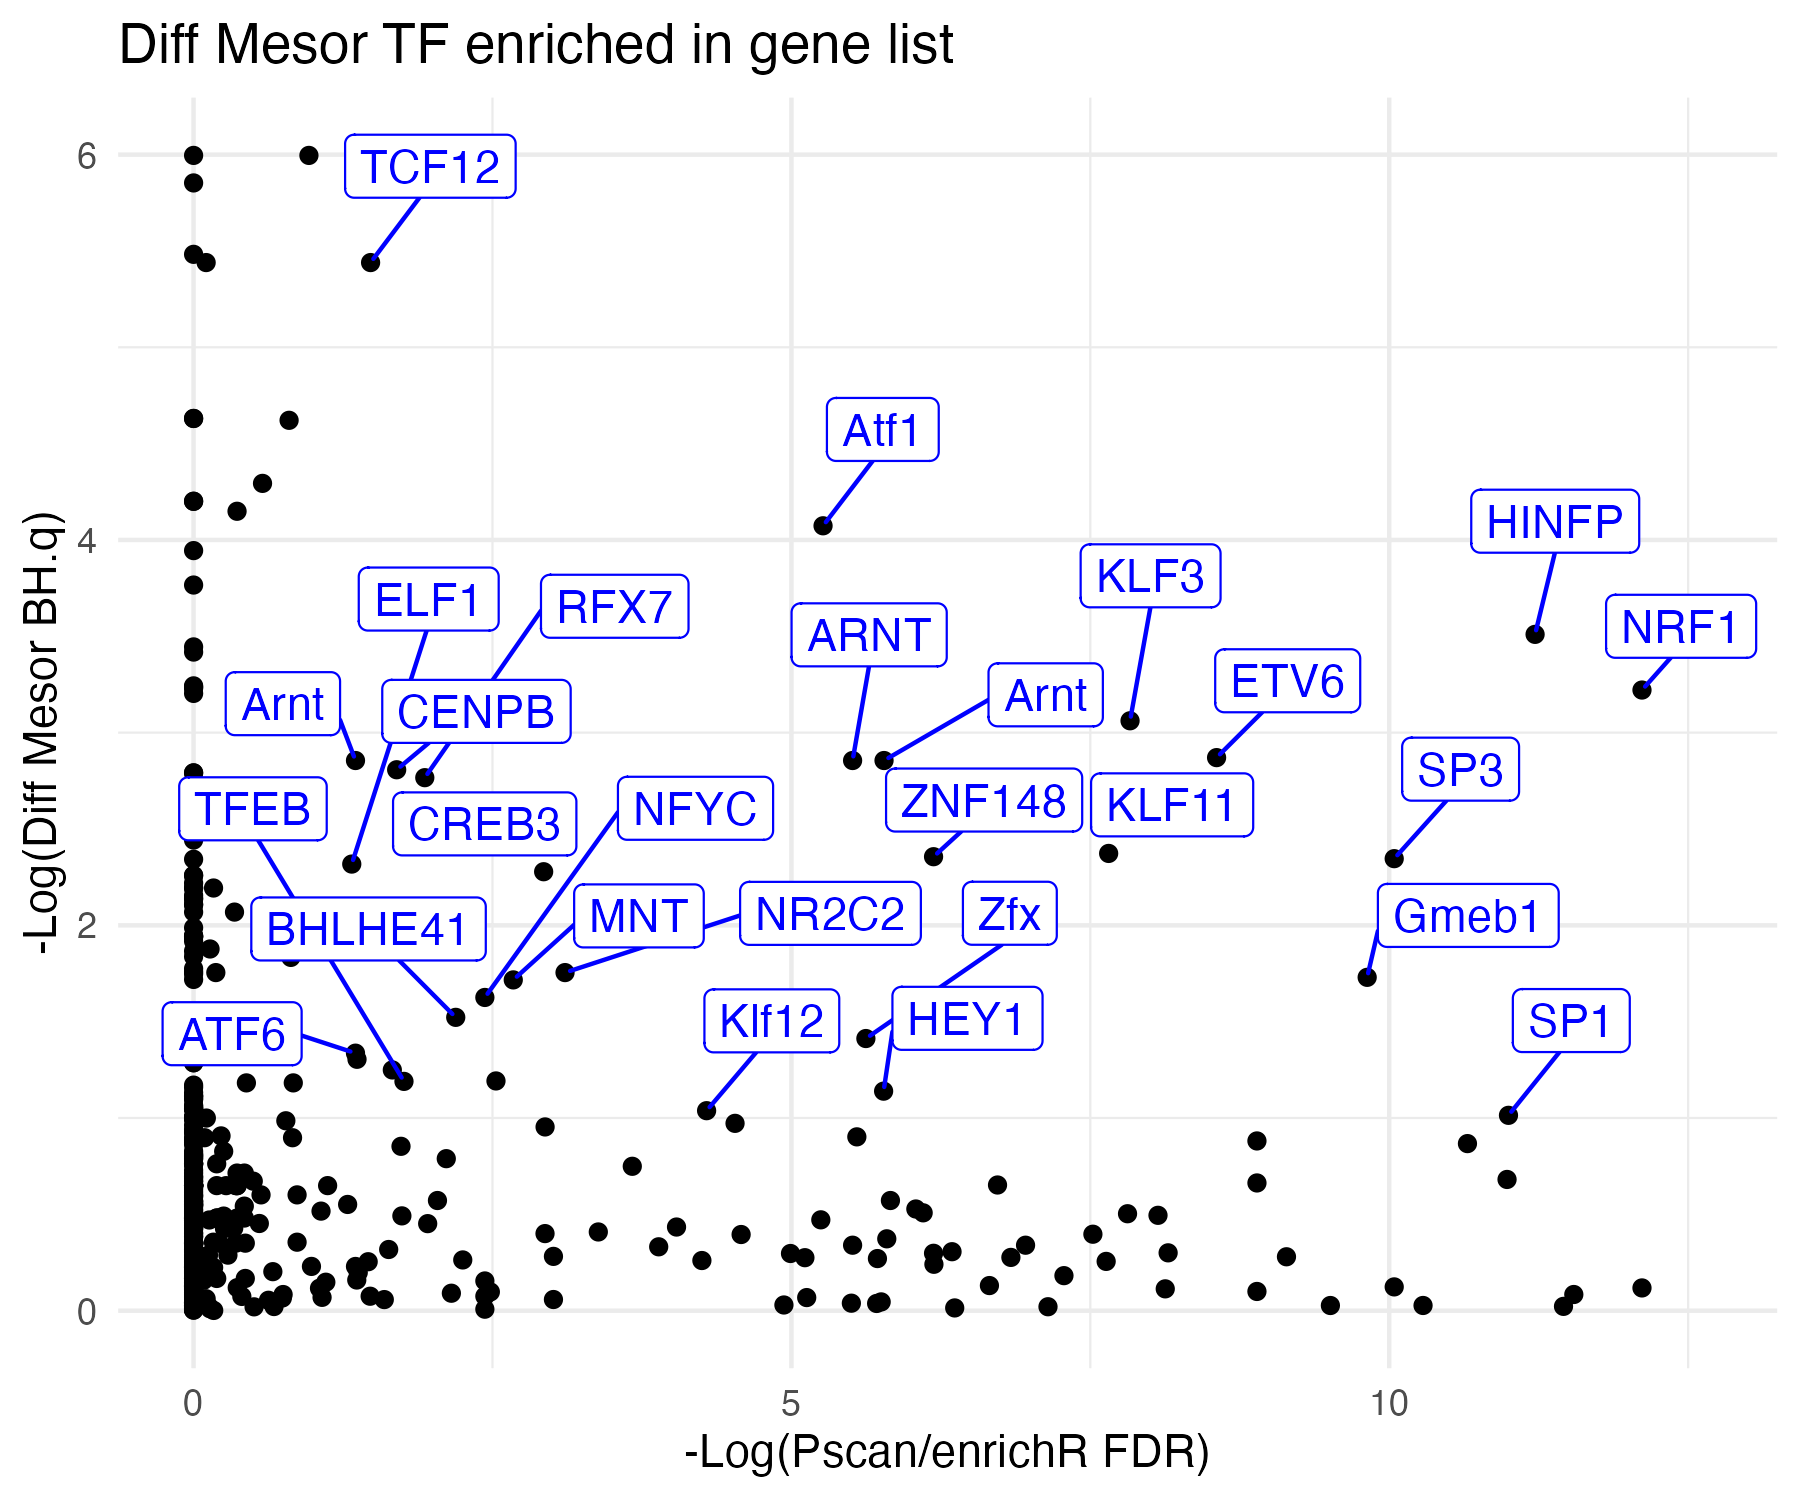 Diff Mesor TF enriched in gene list
-Log(Diff Mesor BH.q)
6
4
2
0
TCF12
Atf1
HINFP
KLF3
ELF1
RFX7
NRF1
ARNT
ETV6
Arnt
Arnt
CENPB
SP3
ZNF148
KLF11
TFEB
NFYC
CREB3
Gmeb1
MNT
NR2C2
Zfx
BHLHE41
Klf12
HEY1
SP1
ATF6
0
5
10
-Log(Pscan/enrichR FDR)